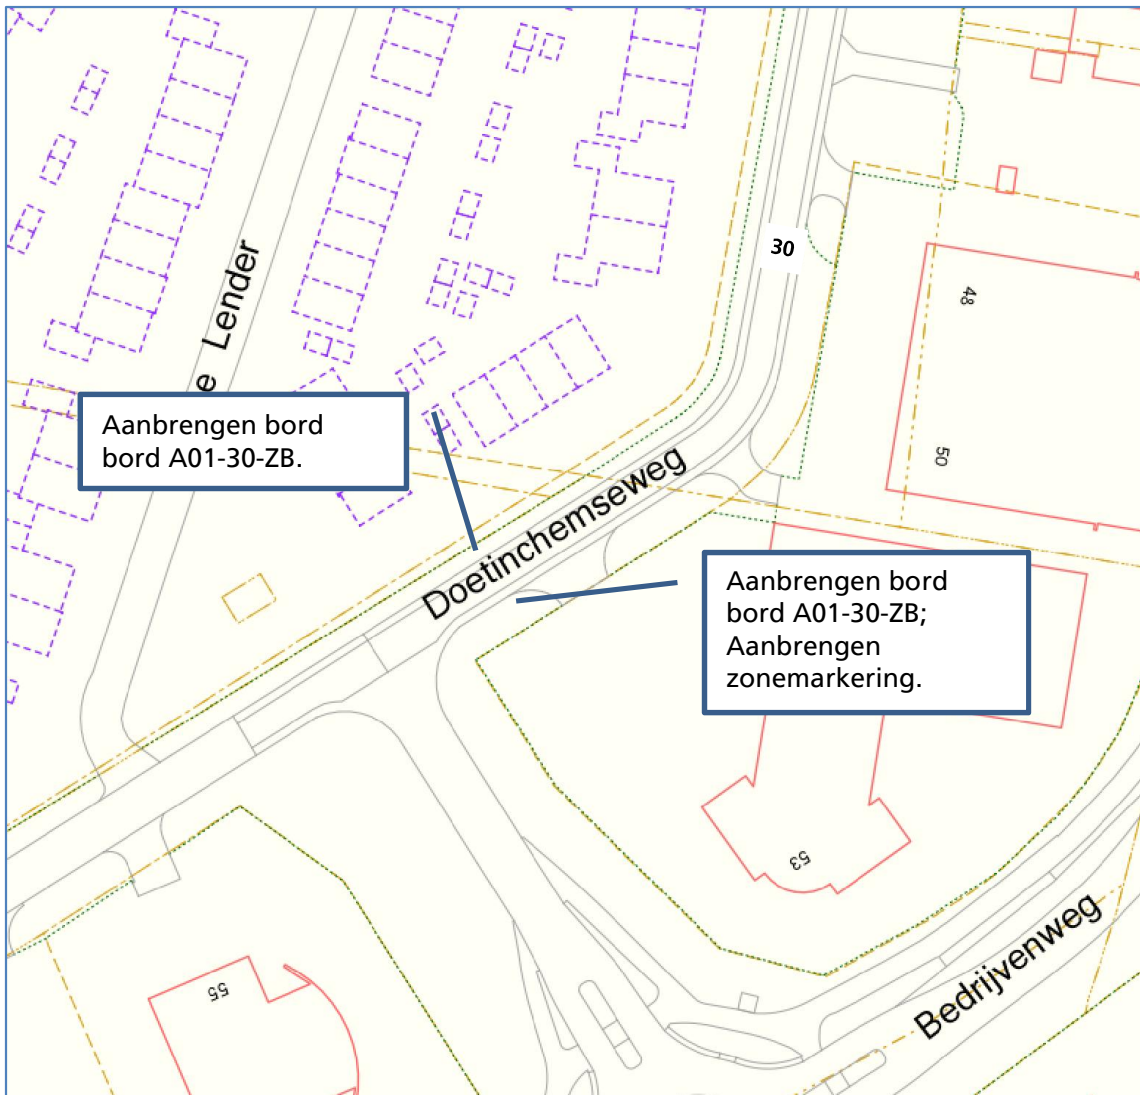 30
e Lender
48
Aanbrengen bord
bord A01-30-ZB.
50
Doetinchemseweg
Aanbrengen bord
bord A01-30-ZB;
Aanbrengen
zonemarkering.
53
Bedrijvenweg
55